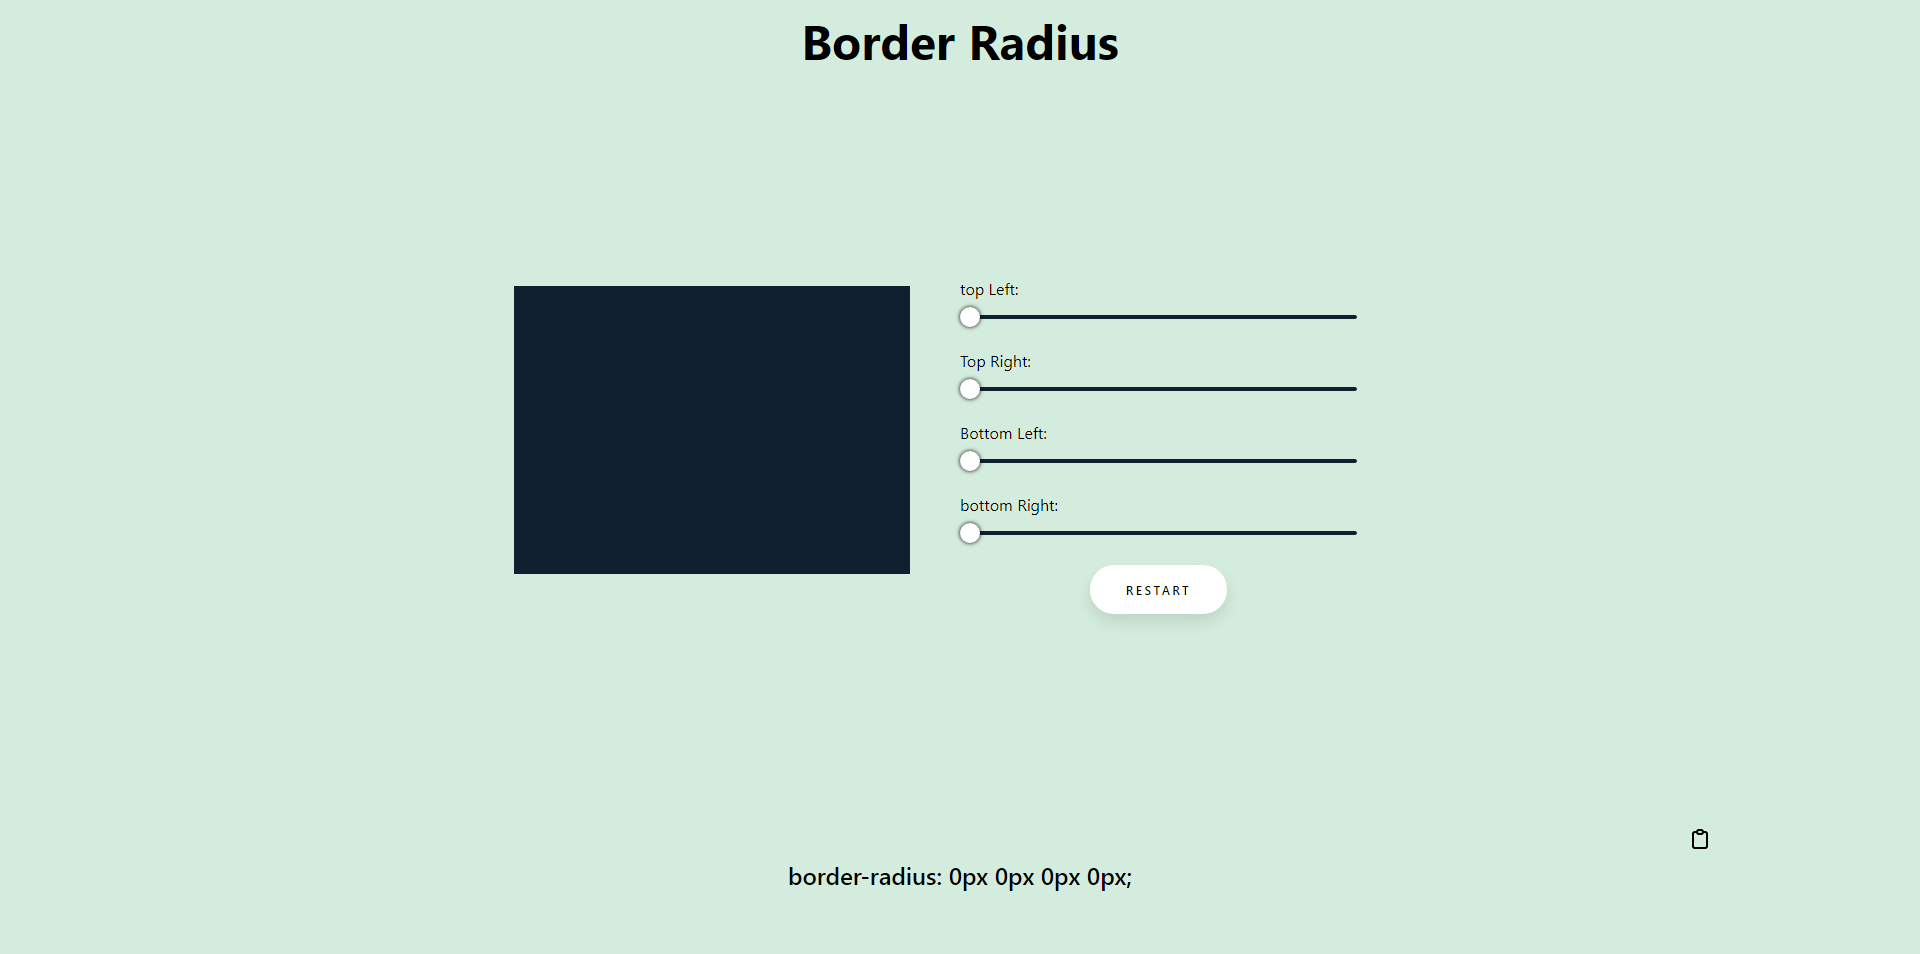 Border Radius
top Left:
Top Right:
Bottom Left:
bottom Right:
RESTART
border-radius: 0px 0px 0px 0px;